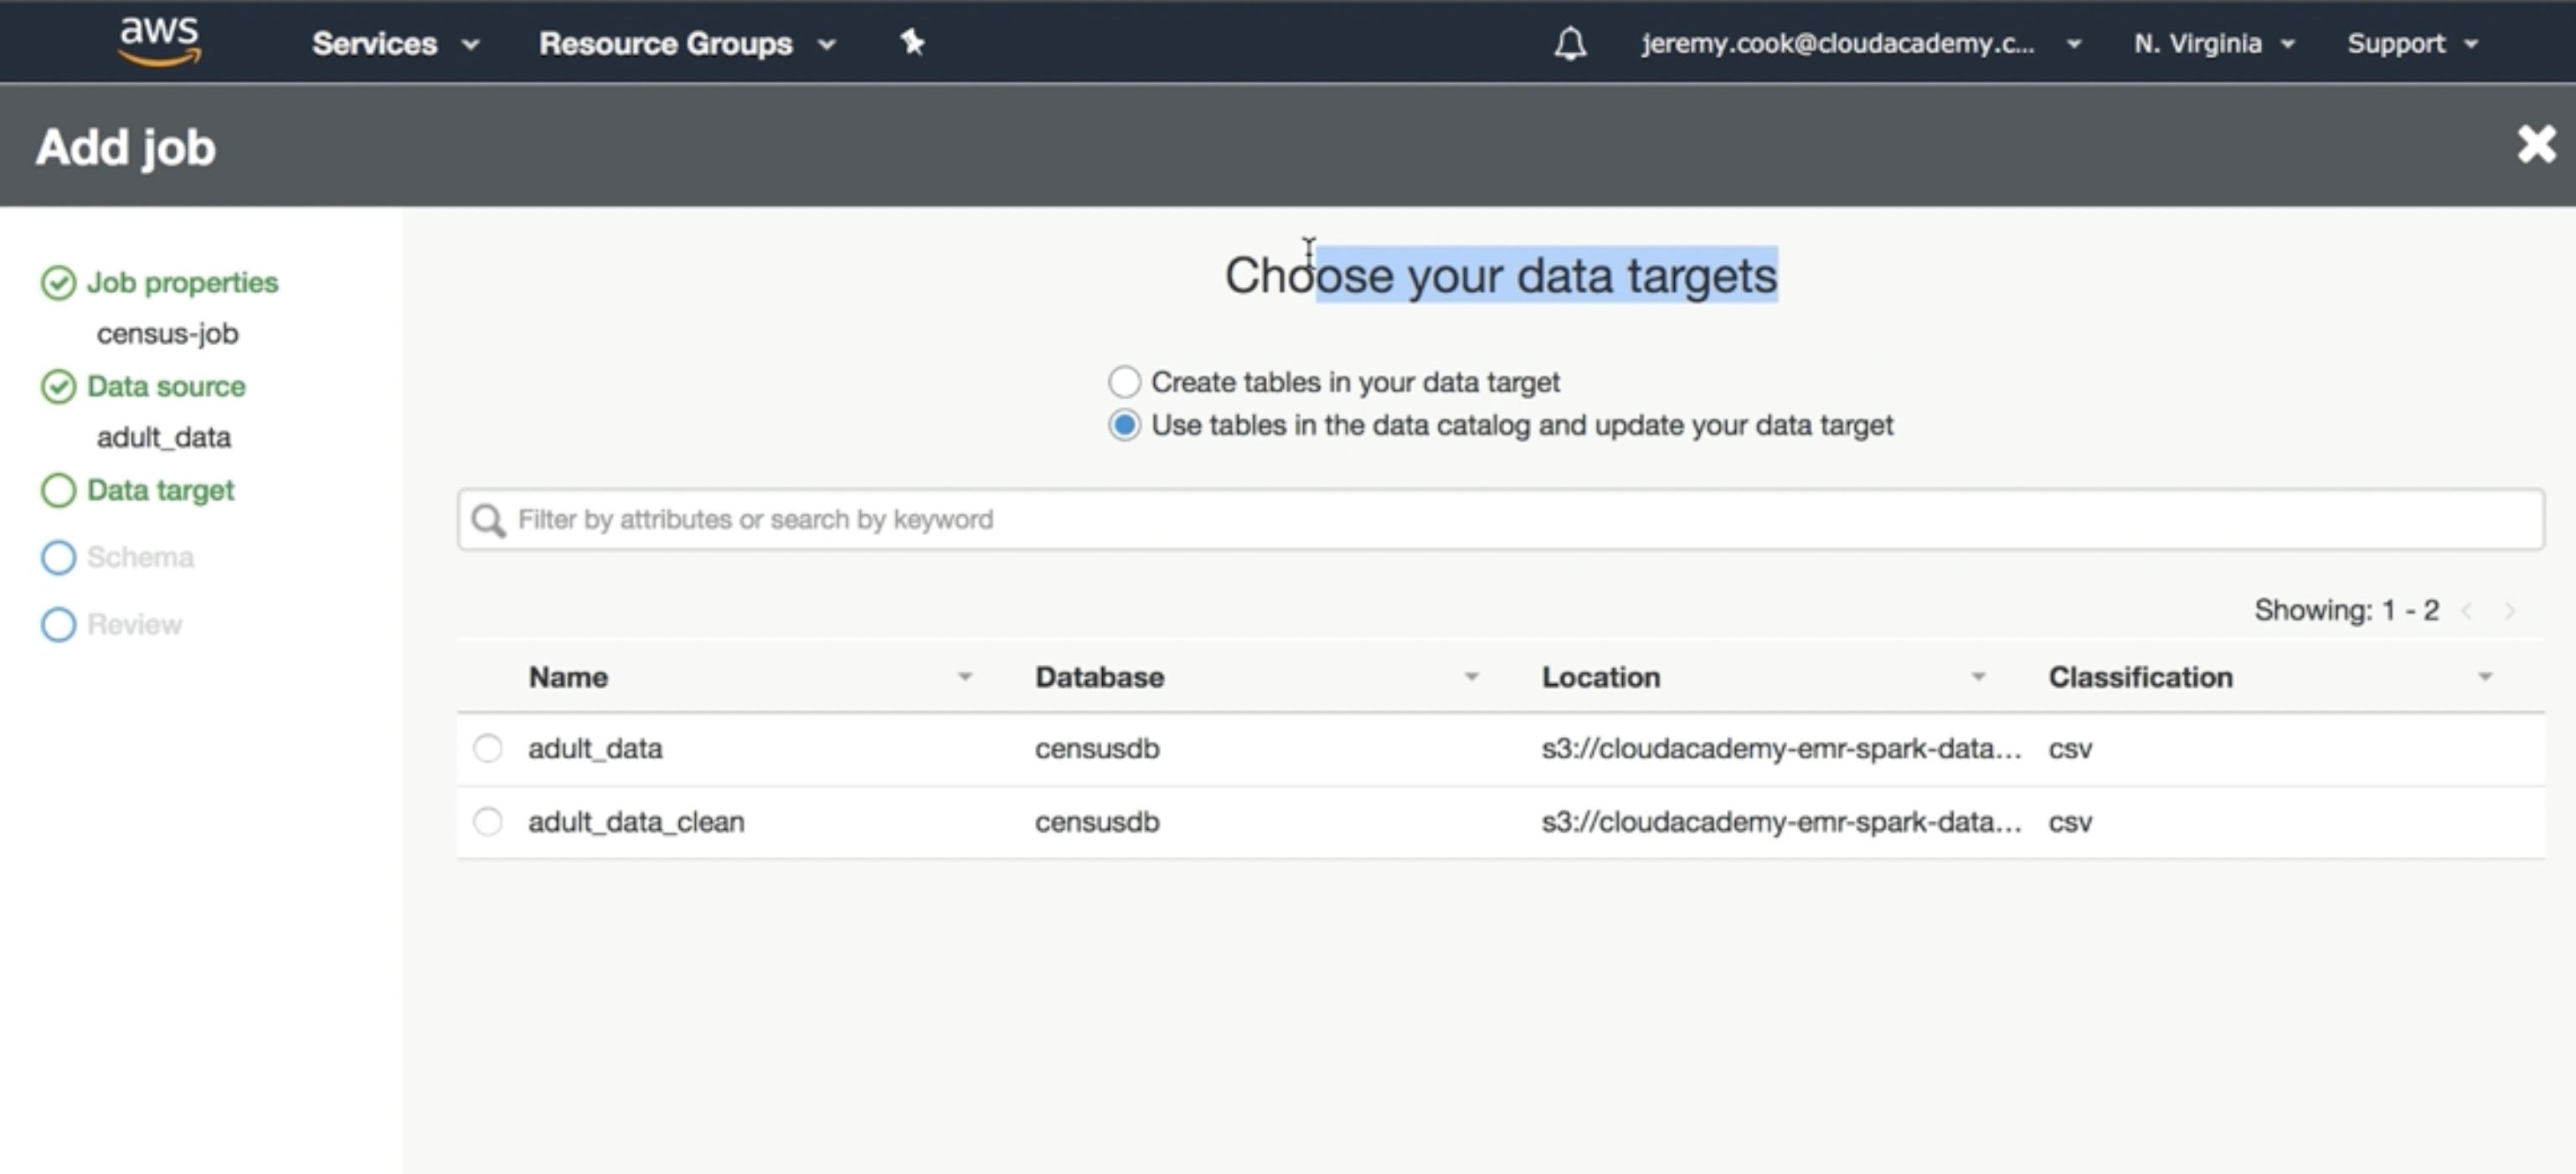 aws Services Resource Groups jeremy.cook@cloudacademy.c... N. Virginia Support
Add job
Job properties
census-job
Data source
adult_data
Data target
Schema
Review
Choose your data targets
Create tables in your data target
Use tables in the data catalog and update your data target
Filter by attributes or search by keyword
Showing: 1 - 2
Name Database Location Classification
adult_data censusdb s3://cloudacademy-emr-spark-data... csv
adult_data_clean censusdb s3://cloudacademy-emr-spark-data... csv